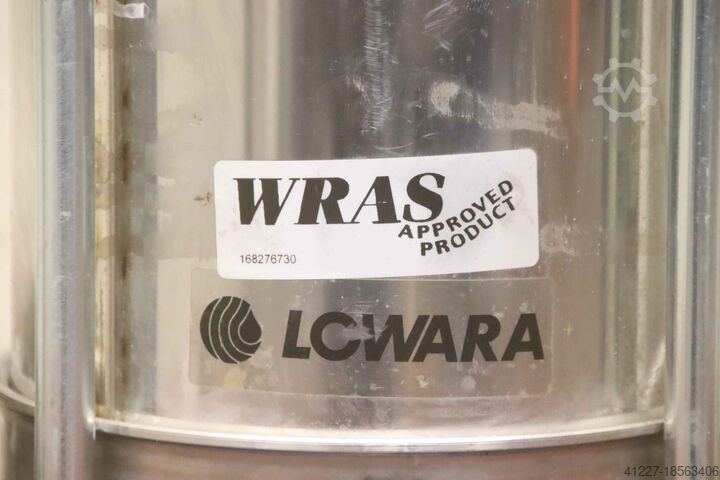 WRAS
APPROVED
PRODUCT
168276730
LOWARA
41227-18563406